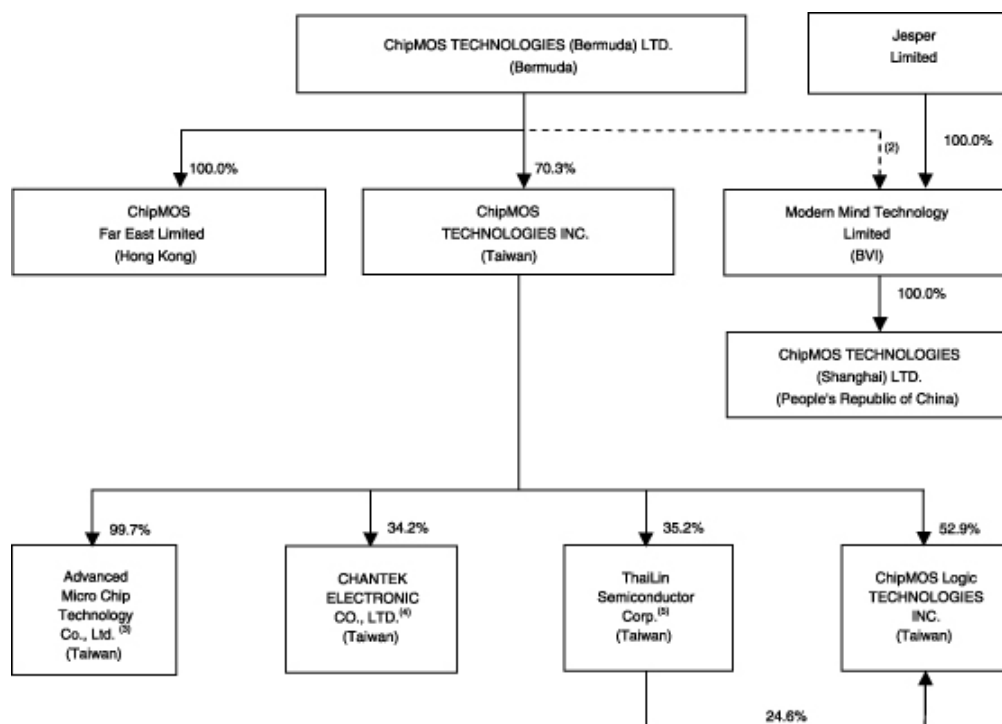 ChipMOS TECHNOLOGIES (Bermuda) LTD.
(Bermuda)
Jesper
Limited
100.0%
70.3%
(2)
100.0%
ChipMOS
Far East Limited
(Hong Kong)
ChipMOS
TECHNOLOGIES INC.
(Taiwan)
Modern Mind Technology
Limited
(BVI)
100.0%
ChipMOS TECHNOLOGIES
(Shanghai) LTD.
(People's Republic of China)
99.7%
34.2%
35.2%
52.9%
Advanced
Micro Chip
Technology
Co., Ltd. (3)
(Taiwan)
CHANTEK
ELECTRONIC
CO., LTD.(4)
(Taiwan)
ThaiLin
Semiconductor
Corp.(5)
(Taiwan)
ChipMOS Logic
TECHNOLOGIES
INC.
(Taiwan)
24.6%